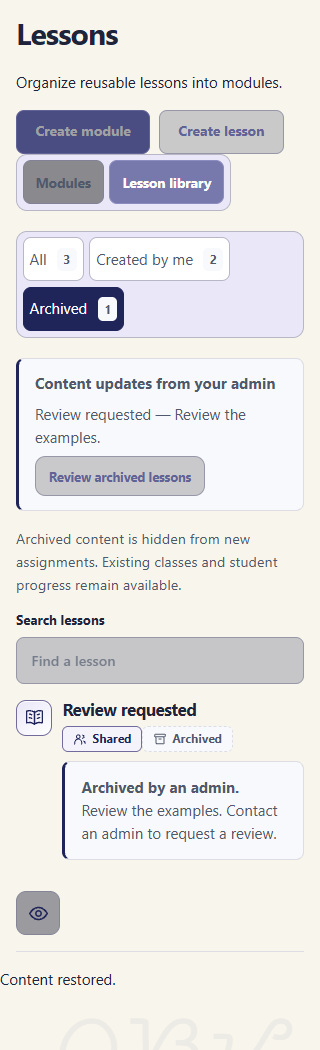 Lessons
Organize reusable lessons into modules.
Create module
Create lesson
Modules
Lesson library
All 3
Created by me 2
Archived 1
Content updates from your admin
Review requested — Review the
examples.
Review archived lessons
Archived content is hidden from new
assignments. Existing classes and student
progress remain available.
Search lessons
Find a lesson
Review requested
Shared
Archived
Archived by an admin.
Review the examples. Contact
an admin to request a review.
Content restored.